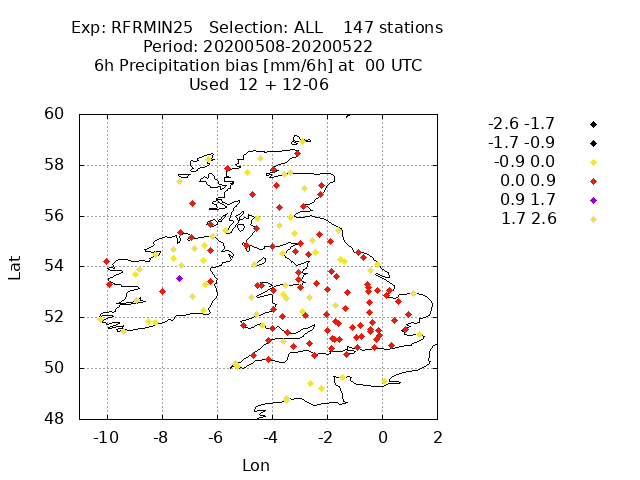 Exp: RFRMIN25   Selection: ALL    147 stations
Period: 20200508-20200522
6h Precipitation bias [mm/6h] at  00 UTC
Used  12 + 12-06
60
58
56
54
52
50
48
Lat
-10 -8 -6 -4 -2 0 2
Lon
-2.6 -1.7
-1.7 -0.9
-0.9 0.0
0.0 0.9
0.9 1.7
1.7 2.6